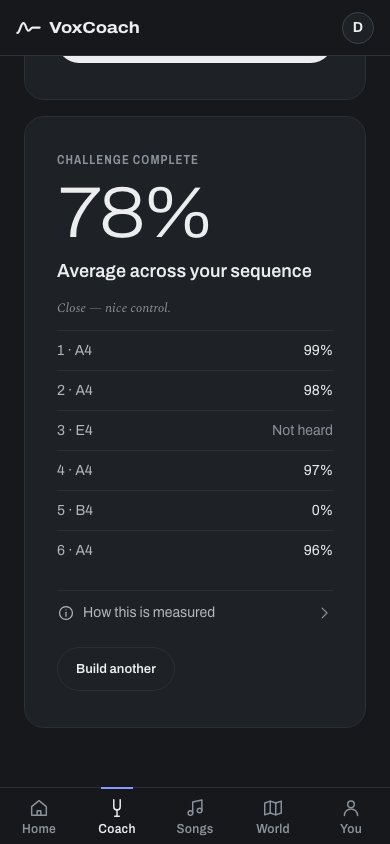 VoxCoach
D
CHALLENGE COMPLETE
78%
Average across your sequence
Close — nice control.
1 · A4 99%
2 · A4 98%
3 · E4 Not heard
4 · A4 97%
5 · B4 0%
6 · A4 96%
How this is measured
Build another
Home Coach Songs World You